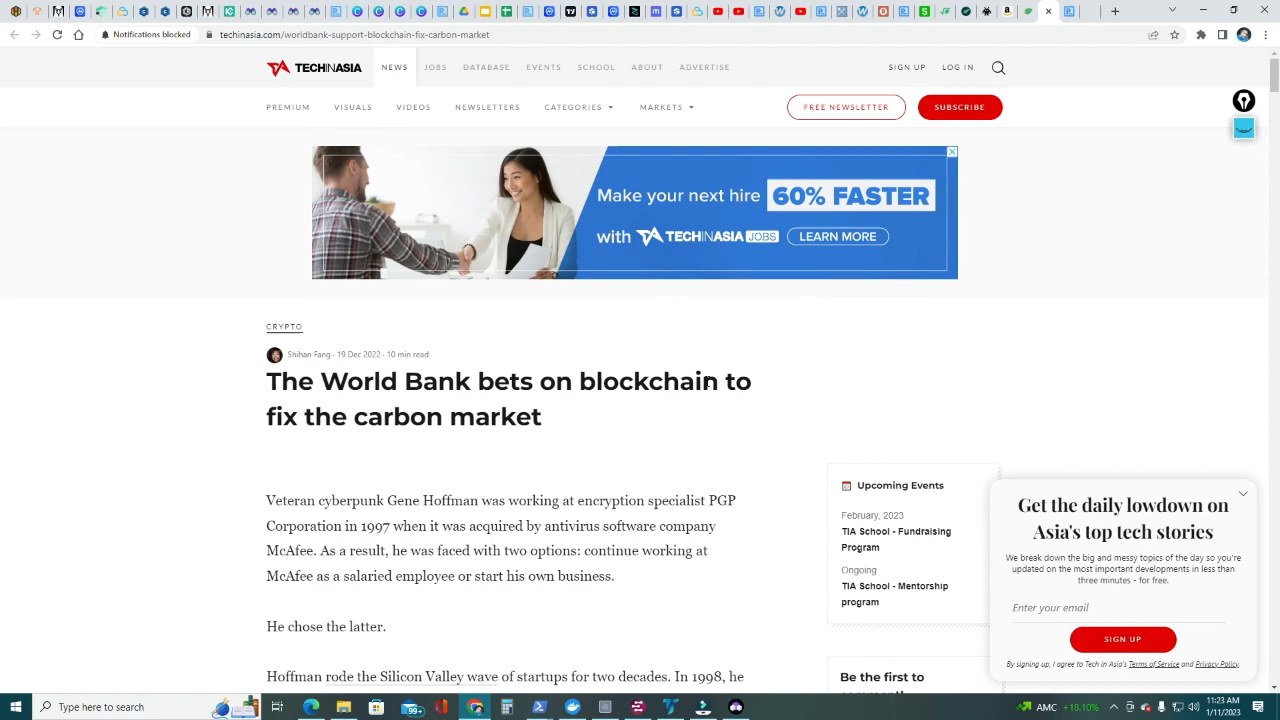 Notifications blocked
techinasia.com/worldbank-support-blockchain-fix-carbon-market
TECHINASIA NEWS JOBS DATABASE EVENTS SCHOOL ABOUT ADVERTISE SIGN UP LOG IN
PREMIUM VISUALS VIDEOS NEWSLETTERS CATEGORIES MARKETS FREE NEWSLETTER SUBSCRIBE
Make your next hire 60% FASTER
with TECHINASIA JOBS LEARN MORE
CRYPTO
Shihan Fang · 19 Dec 2022 · 10 min read
The World Bank bets on blockchain to
fix the carbon market
Veteran cyberpunk Gene Hoffman was working at encryption specialist PGP
Corporation in 1997 when it was acquired by antivirus software company
McAfee. As a result, he was faced with two options: continue working at
McAfee as a salaried employee or start his own business.
He chose the latter.
Hoffman rode the Silicon Valley wave of startups for two decades. In 1998, he
Upcoming Events
February, 2023
TIA School - Fundraising
Program
Ongoing
TIA School - Mentorship
program
Be the first to
comment!
Get the daily lowdown on
Asia's top tech stories
We break down the big and messy topics of the day so you're
updated on the most important developments in less than
three minutes - for free.
Enter your email
SIGN UP
By signing up, I agree to Tech in Asia's Terms of Service and Privacy Policy.
Type here to search
99+
AMC +18.10%
11:23 AM
1/11/2023